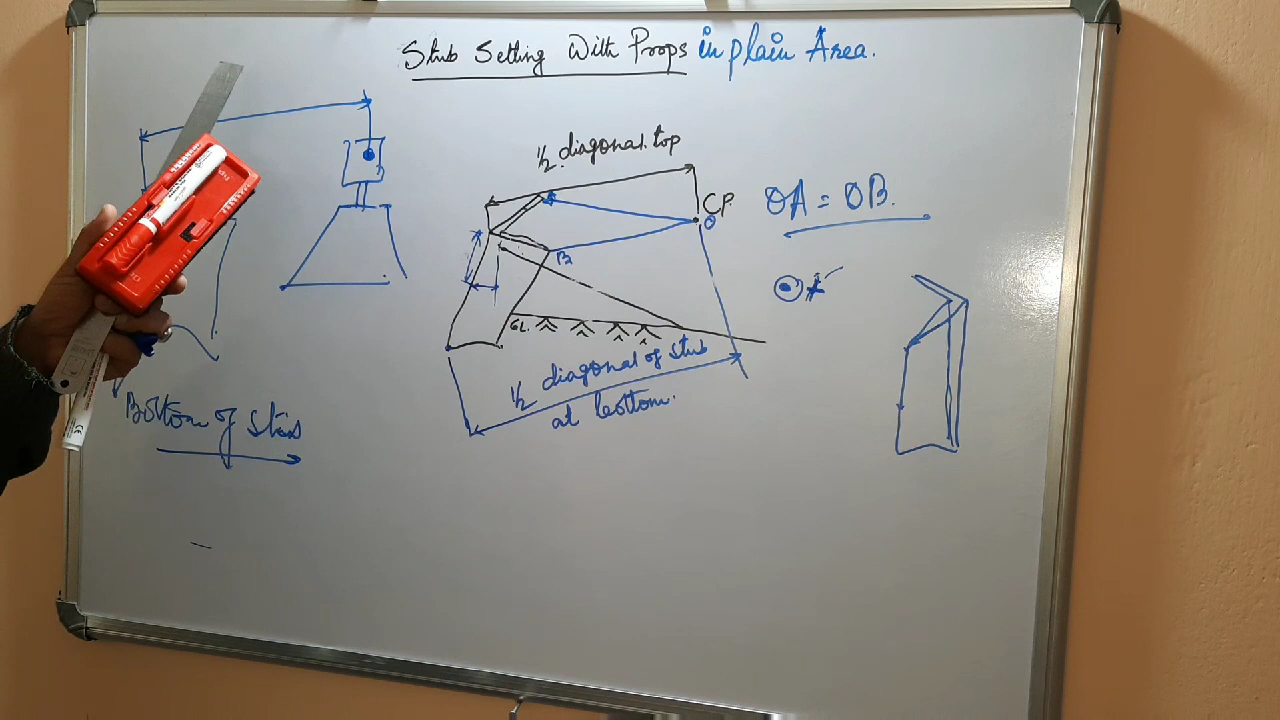 Stub Setting With Props in plain Area.
1/2 diagonal top
CP
O
OA = OB.
A
B
GL.
1/2 diagonal of stub
at bottom.
Bottom of